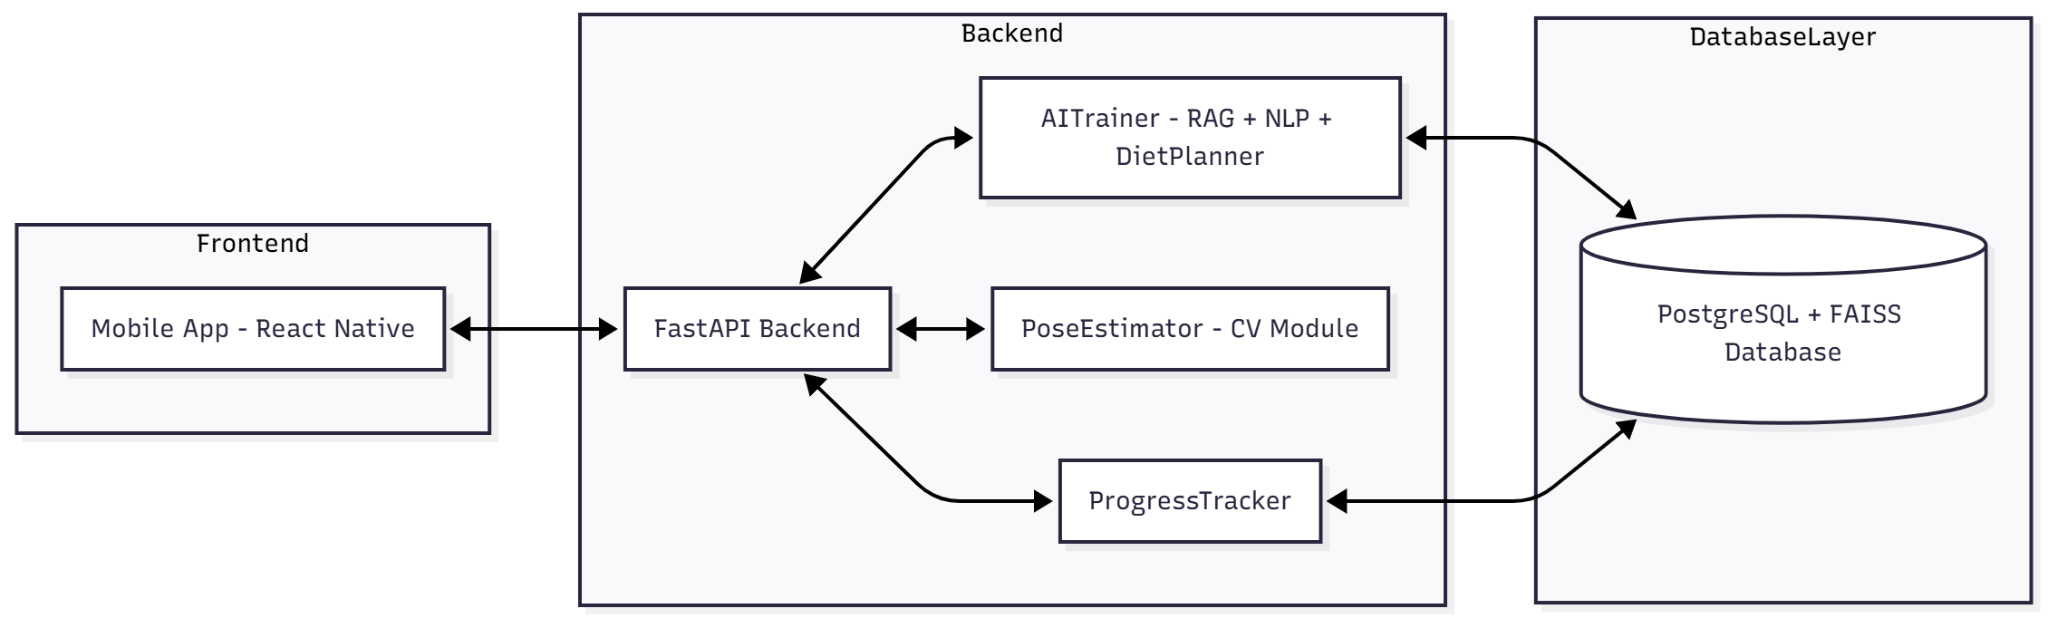 Backend
DatabaseLayer
AITrainer - RAG + NLP +
DietPlanner
Frontend
Mobile App - React Native
FastAPI Backend
PoseEstimator - CV Module
PostgreSQL + FAISS
Database
ProgressTracker